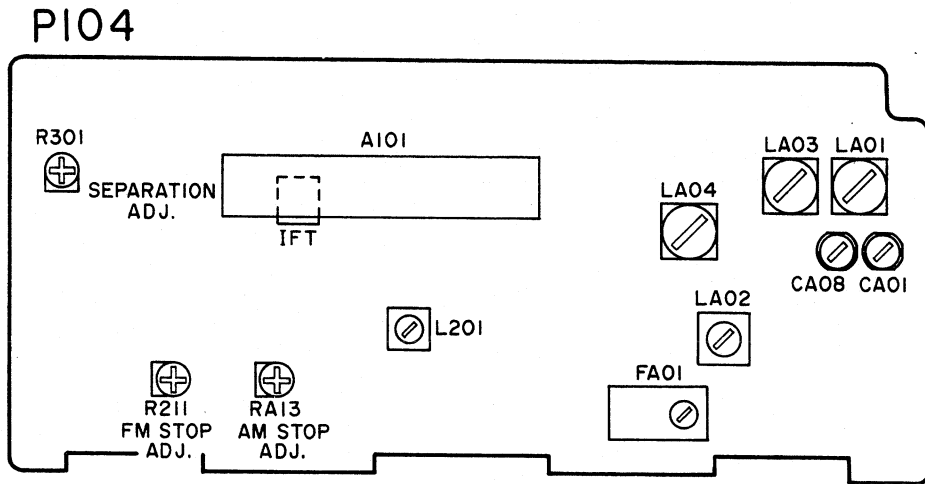 P104
R301
A101
LA03 LA01
SEPARATION
ADJ.
LA04
IFT
CA08 CA01
LA02
L201
FA01
R211
FM STOP
ADJ.
RA13
AM STOP
ADJ.